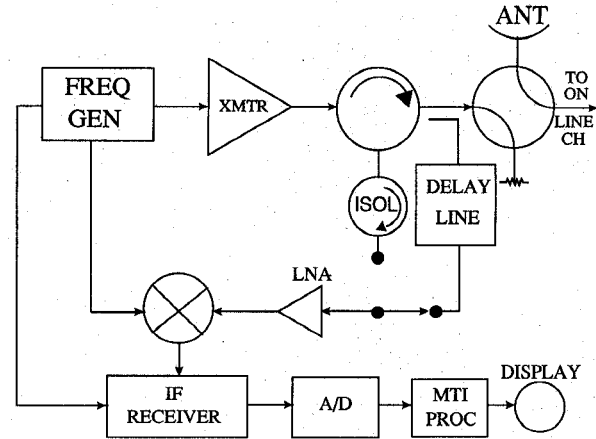 ANT
FREQ
GEN
XMTR
TO
ON
LINE
CH
ISOL
DELAY
LINE
LNA
IF
RECEIVER
A/D
MTI
PROC
DISPLAY